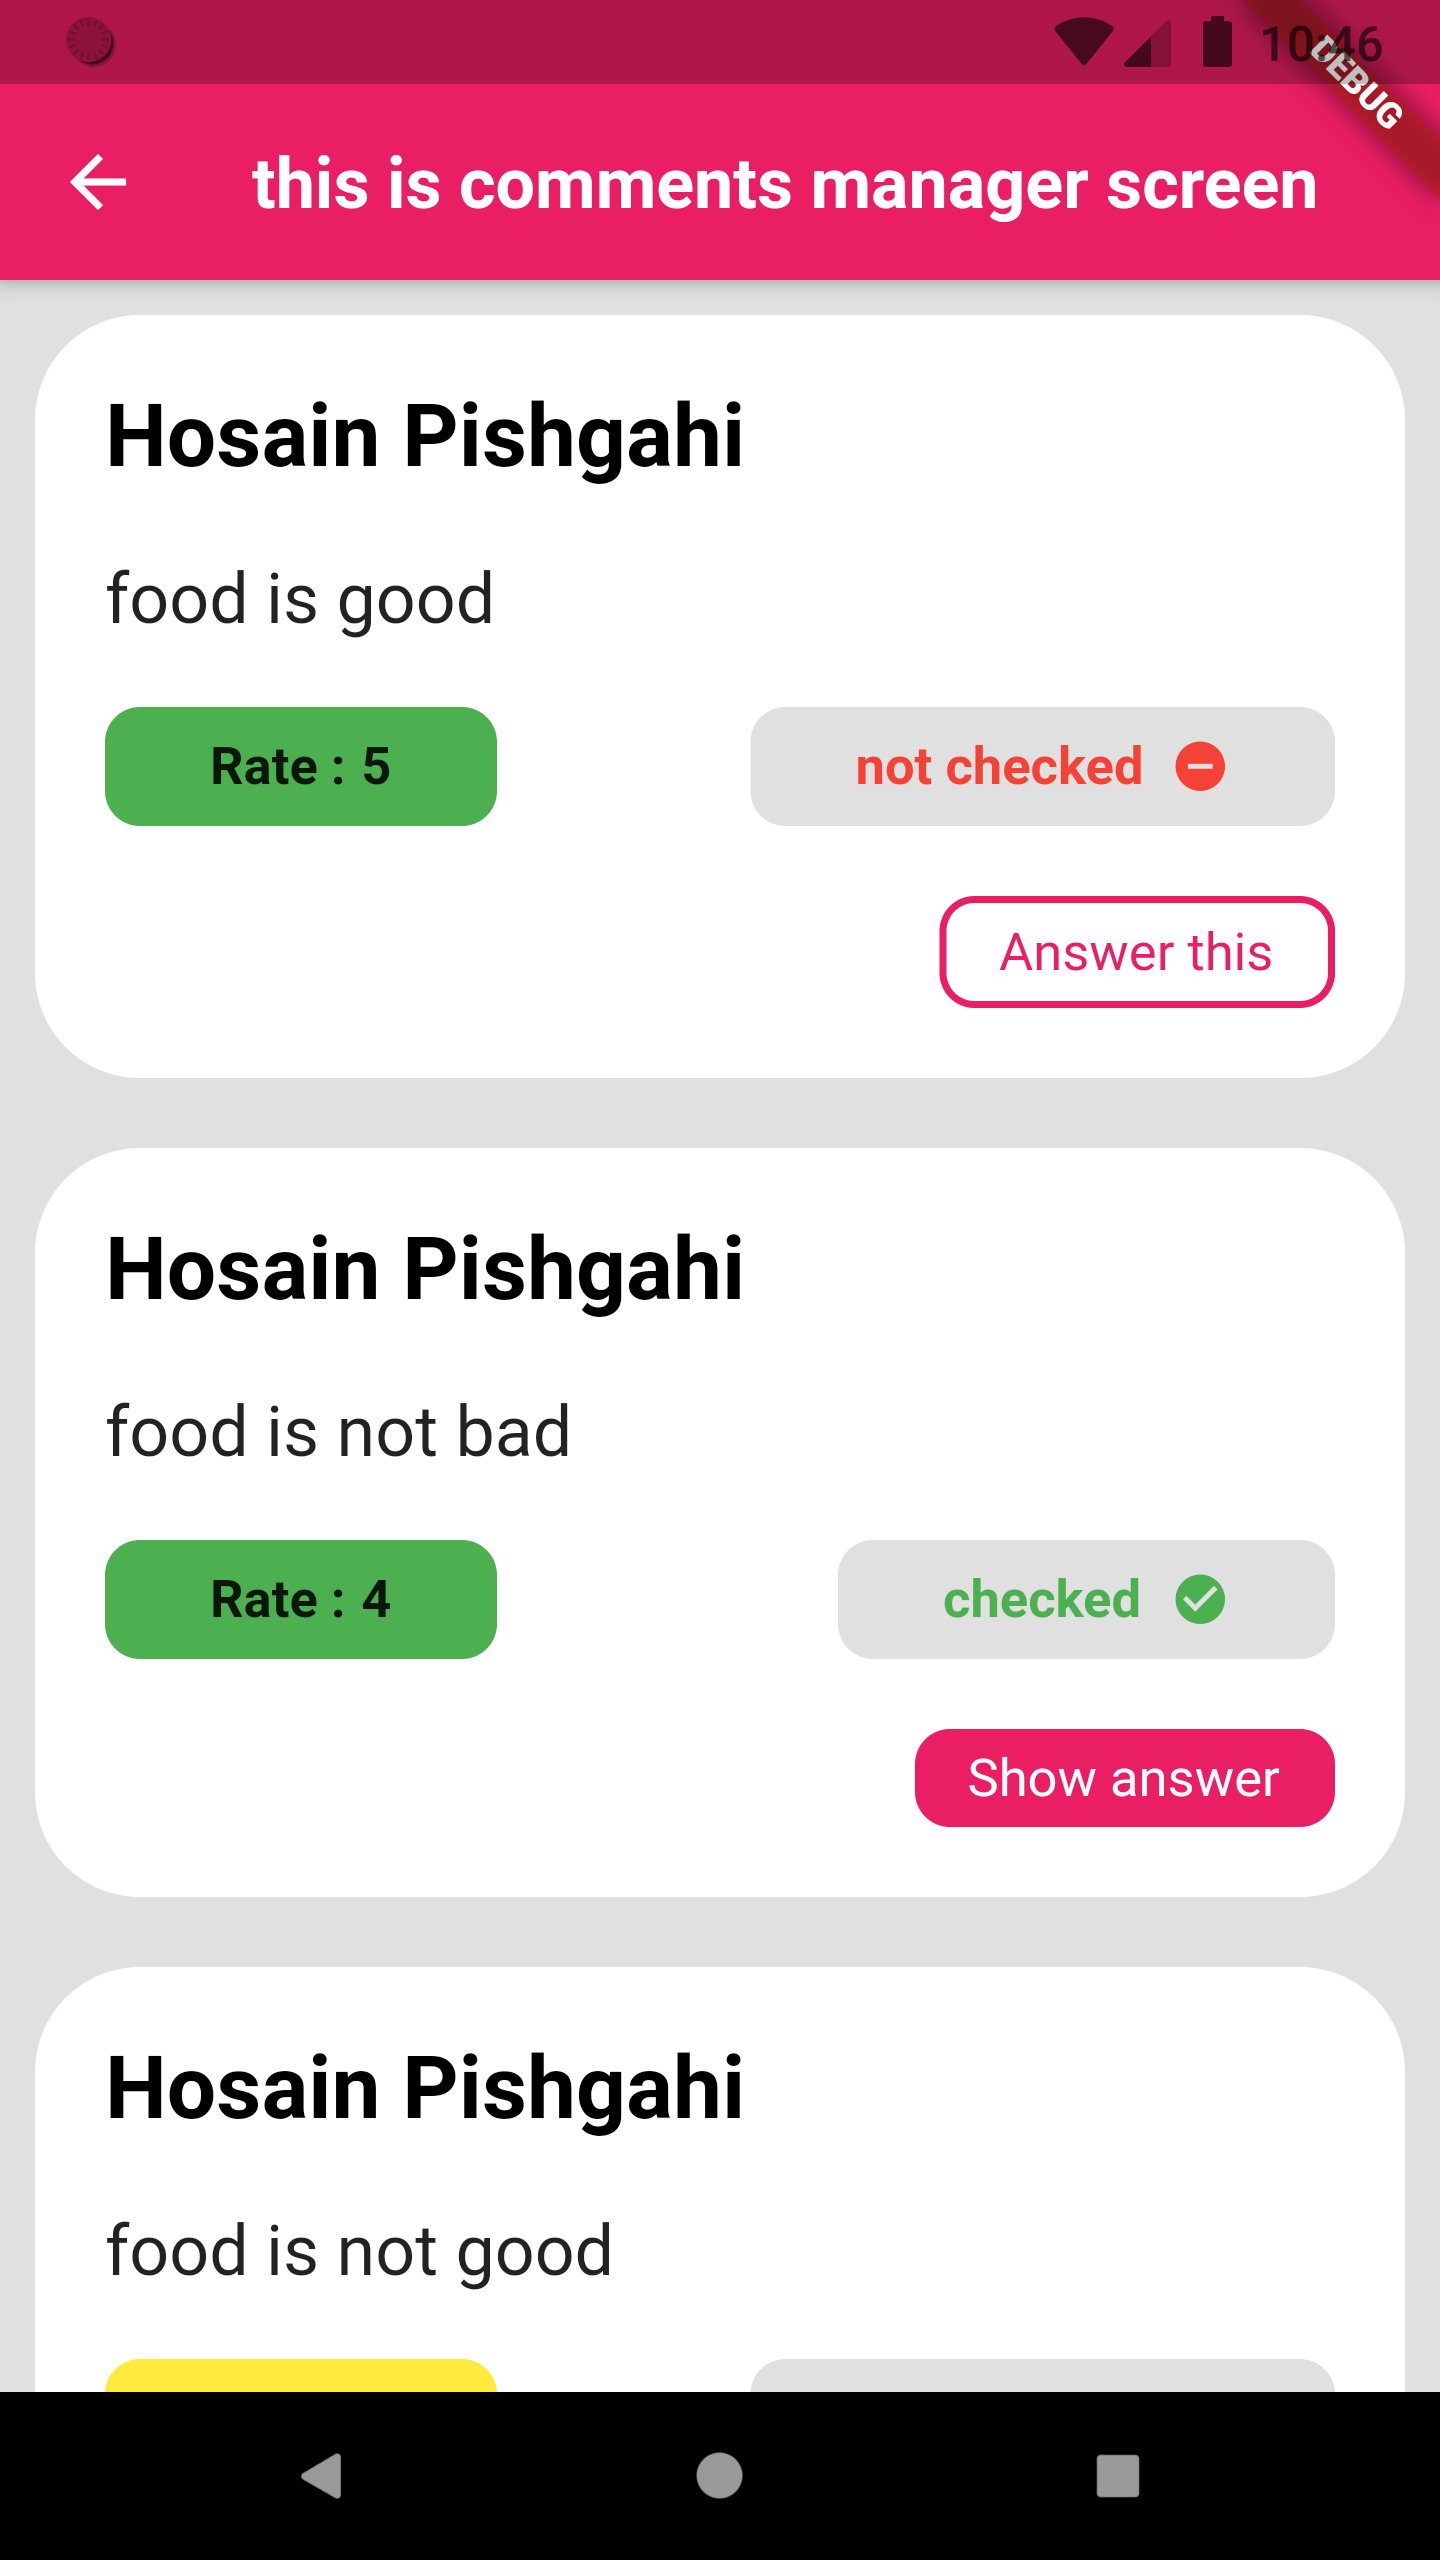 10:46
DEBUG
this is comments manager screen
Hosain Pishgahi
food is good
Rate : 5
not checked
Answer this
Hosain Pishgahi
food is not bad
Rate : 4
checked
Show answer
Hosain Pishgahi
food is not good